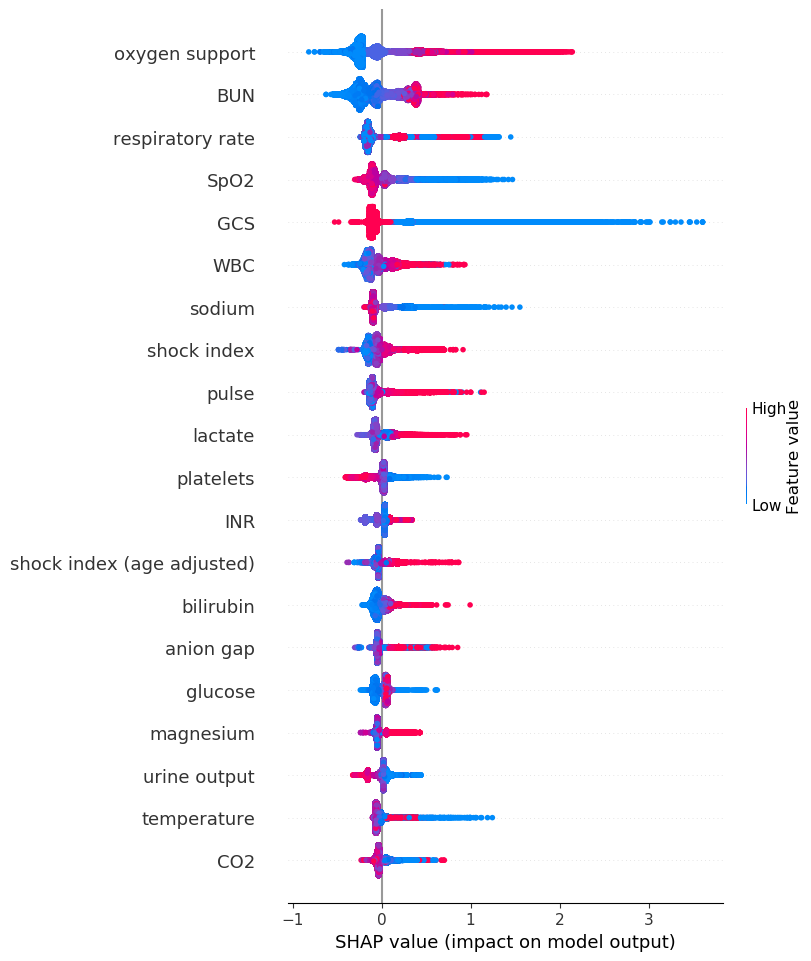 oxygen support
BUN
respiratory rate
SpO2
GCS
WBC
sodium
shock index
pulse
lactate
platelets
INR
shock index (age adjusted)
bilirubin
anion gap
glucose
magnesium
urine output
temperature
CO2
−1 0 1 2 3
SHAP value (impact on model output)
High
Low
Feature value